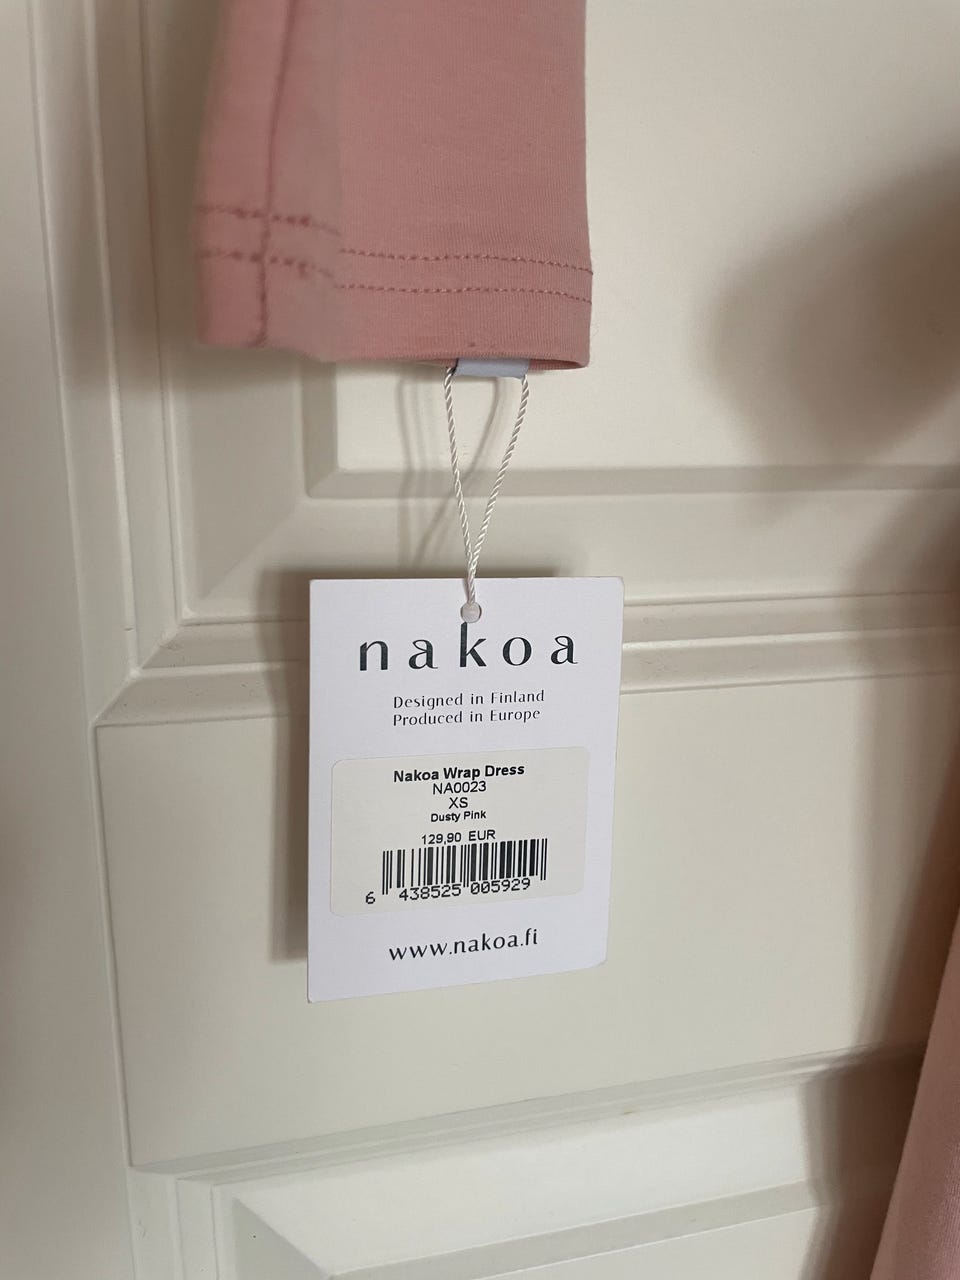 nakoa
Designed in Finland
Produced in Europe
Nakoa Wrap Dress
NA0023
XS
Dusty Pink
129,90 EUR
6 438525 005929
www.nakoa.fi